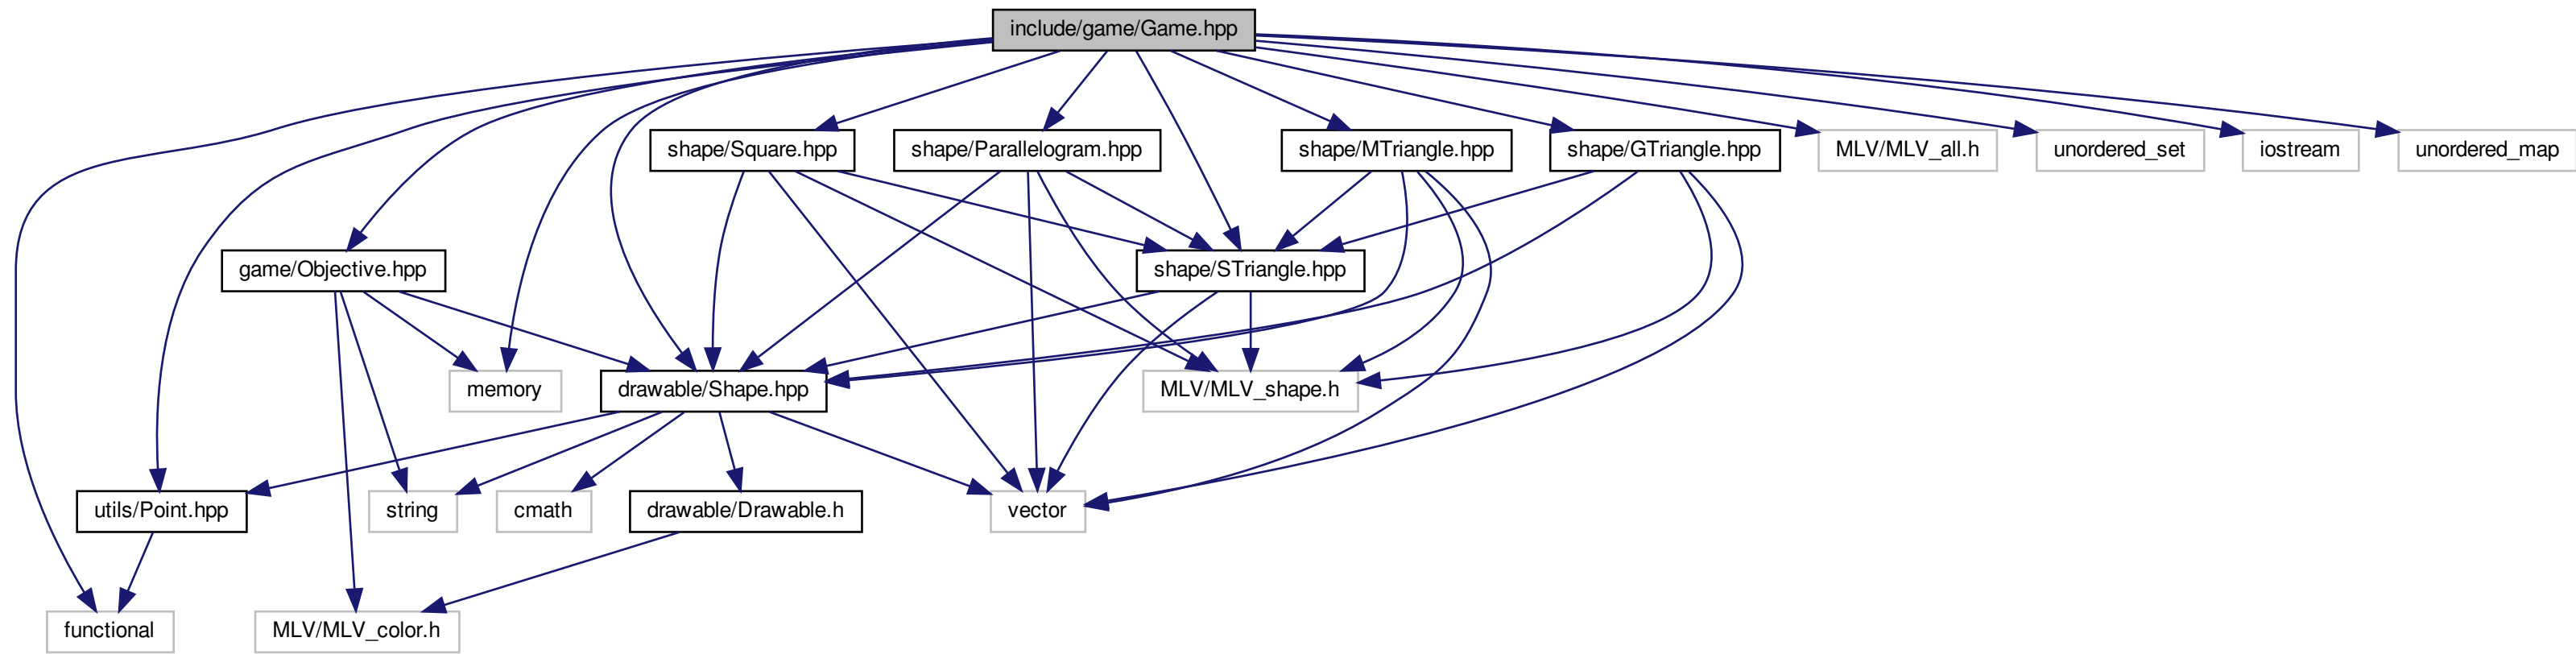 include/game/Game.hpp
shape/Square.hpp
shape/Parallelogram.hpp
shape/MTriangle.hpp
shape/GTriangle.hpp
MLV/MLV_all.h
unordered_set
iostream
unordered_map
game/Objective.hpp
shape/STriangle.hpp
memory
drawable/Shape.hpp
MLV/MLV_shape.h
utils/Point.hpp
string
cmath
drawable/Drawable.h
vector
functional
MLV/MLV_color.h